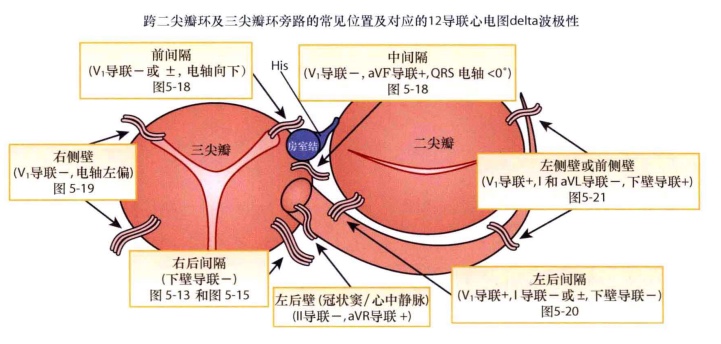 跨二尖瓣环及三尖瓣环旁路的常见位置及对应的12导联心电图delta波极性
前间隔
(V₁导联－或 ±, 电轴向下)
图5-18
His
中间隔
(V₁导联－, aVF导联+, QRS 电轴 <0°)
图 5-18
三尖瓣
房室结
二尖瓣
右侧壁
(V₁导联－, 电轴左偏)
图 5-19
左侧壁或前侧壁
(V₁导联+, I 和 aVL导联－, 下壁导联+)
图5-21
右后间隔
(下壁导联－)
图 5-13 和图 5-15
左后壁 (冠状窦/心中静脉)
(II导联－, aVR导联 +)
左后间隔
(V₁导联+, I 导联－或 ±, 下壁导联－)
图5-20